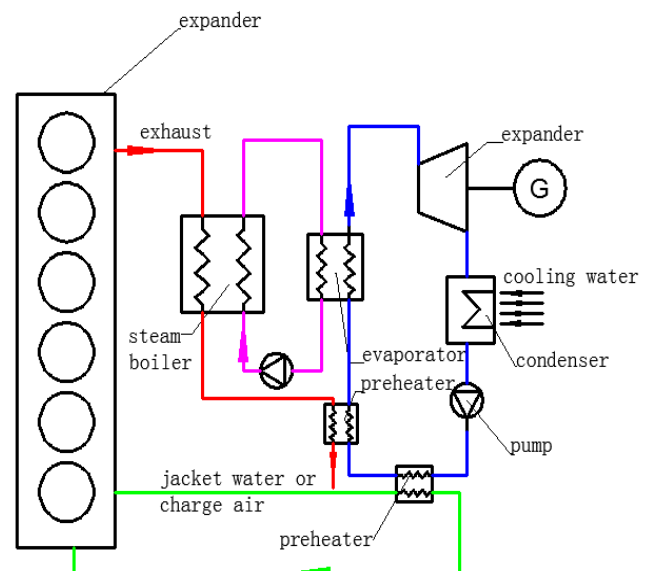 expander
exhaust
expander
G
cooling water
steam
boiler
evaporator
condenser
preheater
pump
jacket water or
charge air
preheater